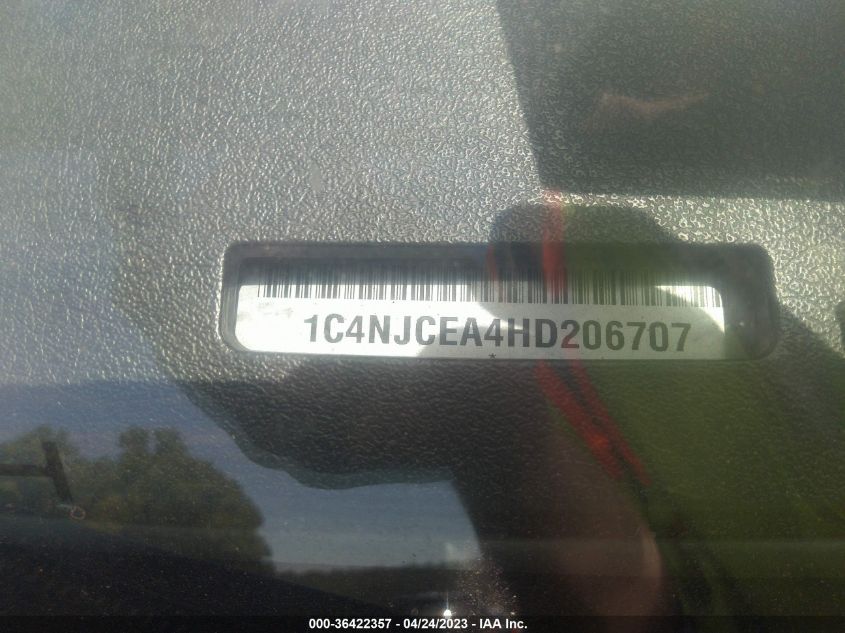 1C4NJCEA4HD206707
000-36422357 • 04/24/2023 • IAA Inc.